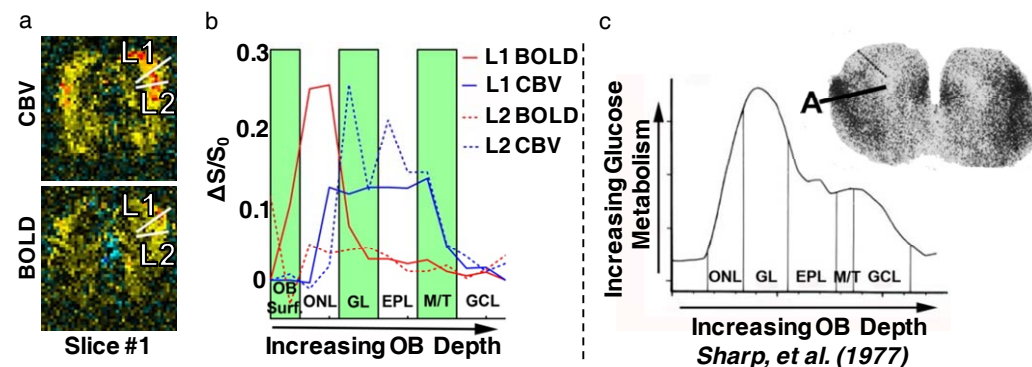 a
CBV
L1
L2
BOLD
L1
L2
Slice #1
b
ΔS/S0
0.3
0.2
0.1
0
L1 BOLD
L1 CBV
L2 BOLD
L2 CBV
OB
Surf.
ONL
GL
EPL
M/T
GCL
Increasing OB Depth
c
Increasing Glucose
Metabolism
A
ONL
GL
EPL
M/T
GCL
Increasing OB Depth
Sharp, et al. (1977)